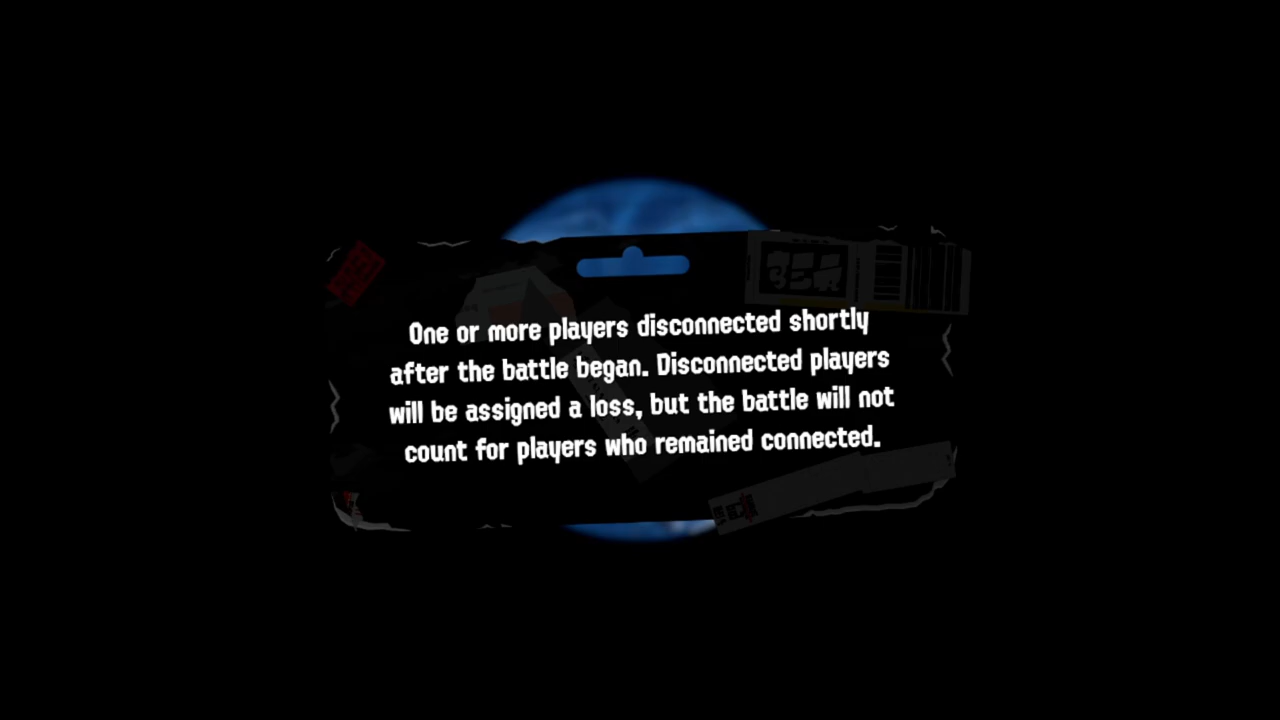 One or more players disconnected shortly
after the battle began. Disconnected players
will be assigned a loss, but the battle will not
count for players who remained connected.